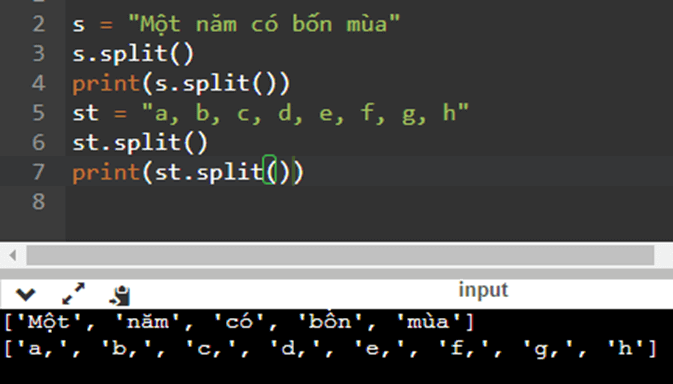 2 s = "Một năm có bốn mùa"
3 s.split()
4 print(s.split())
5 st = "a, b, c, d, e, f, g, h"
6 st.split()
7 print(st.split())
8
input
['Một', 'năm', 'có', 'bốn', 'mùa']
['a,', 'b,', 'c,', 'd,', 'e,', 'f,', 'g,', 'h']